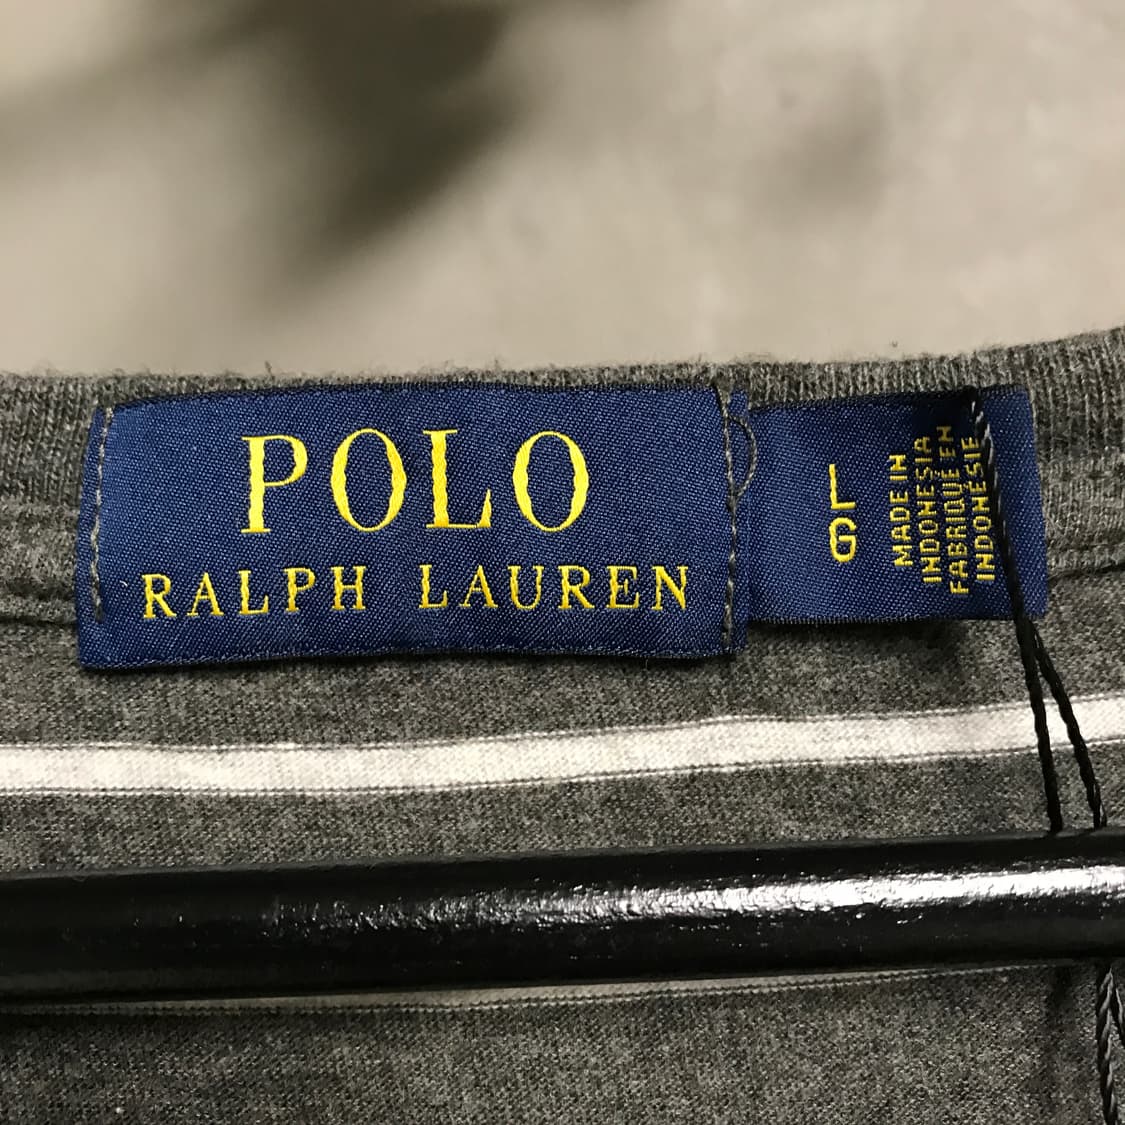 POLO
RALPH LAUREN
L
G
MADE IN
INDONESIA
FABRIQUÉ EN
INDONÉSIE